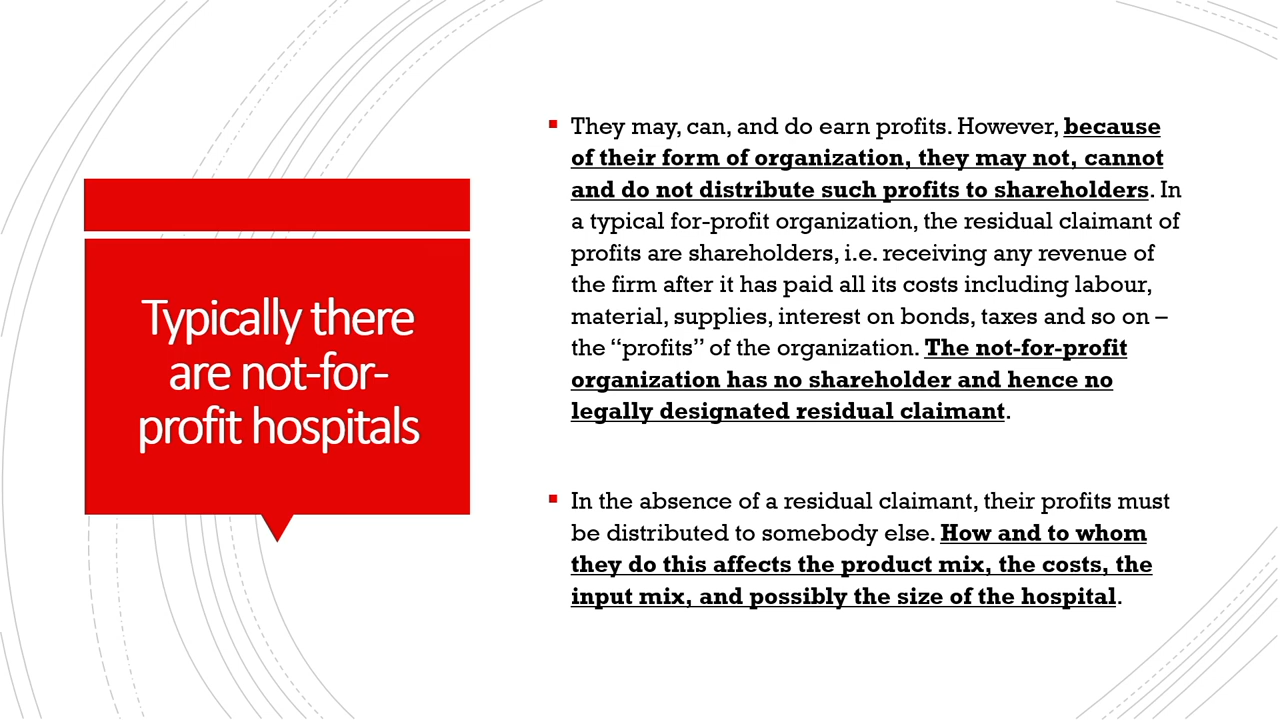 Typically there
are not-for-
profit hospitals
They may, can, and do earn profits. However, because
of their form of organization, they may not, cannot
and do not distribute such profits to shareholders. In
a typical for-profit organization, the residual claimant of
profits are shareholders, i.e. receiving any revenue of
the firm after it has paid all its costs including labour,
material, supplies, interest on bonds, taxes and so on –
the “profits” of the organization. The not-for-profit
organization has no shareholder and hence no
legally designated residual claimant.
In the absence of a residual claimant, their profits must
be distributed to somebody else. How and to whom
they do this affects the product mix, the costs, the
input mix, and possibly the size of the hospital.